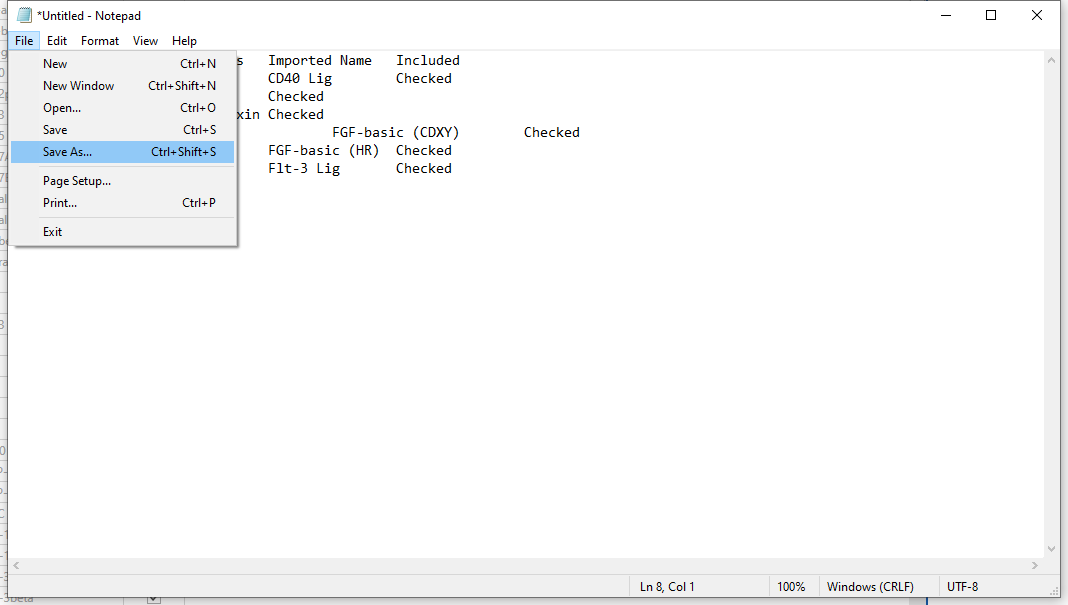 *Untitled - Notepad
File Edit Format View Help
New Ctrl+N
New Window Ctrl+Shift+N
Open... Ctrl+O
Save Ctrl+S
Save As... Ctrl+Shift+S
Page Setup...
Print... Ctrl+P
Exit
s Imported Name Included
CD40 Lig Checked
Checked
xin Checked
FGF-basic (CDXY) Checked
FGF-basic (HR) Checked
Flt-3 Lig Checked
Ln 8, Col 1 100% Windows (CRLF) UTF-8
-3beta